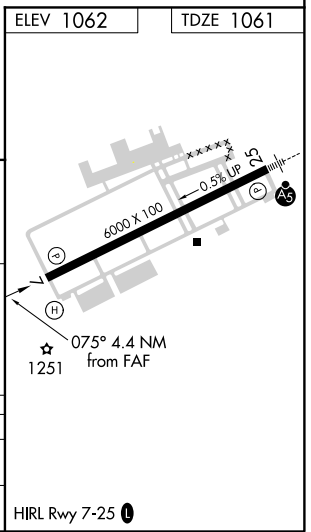 ELEV 1062
TDZE 1061
25
0.5% UP
P
A5
6000 X 100
P
7
H
075° 4.4 NM
from FAF
1251
HIRL Rwy 7-25 L